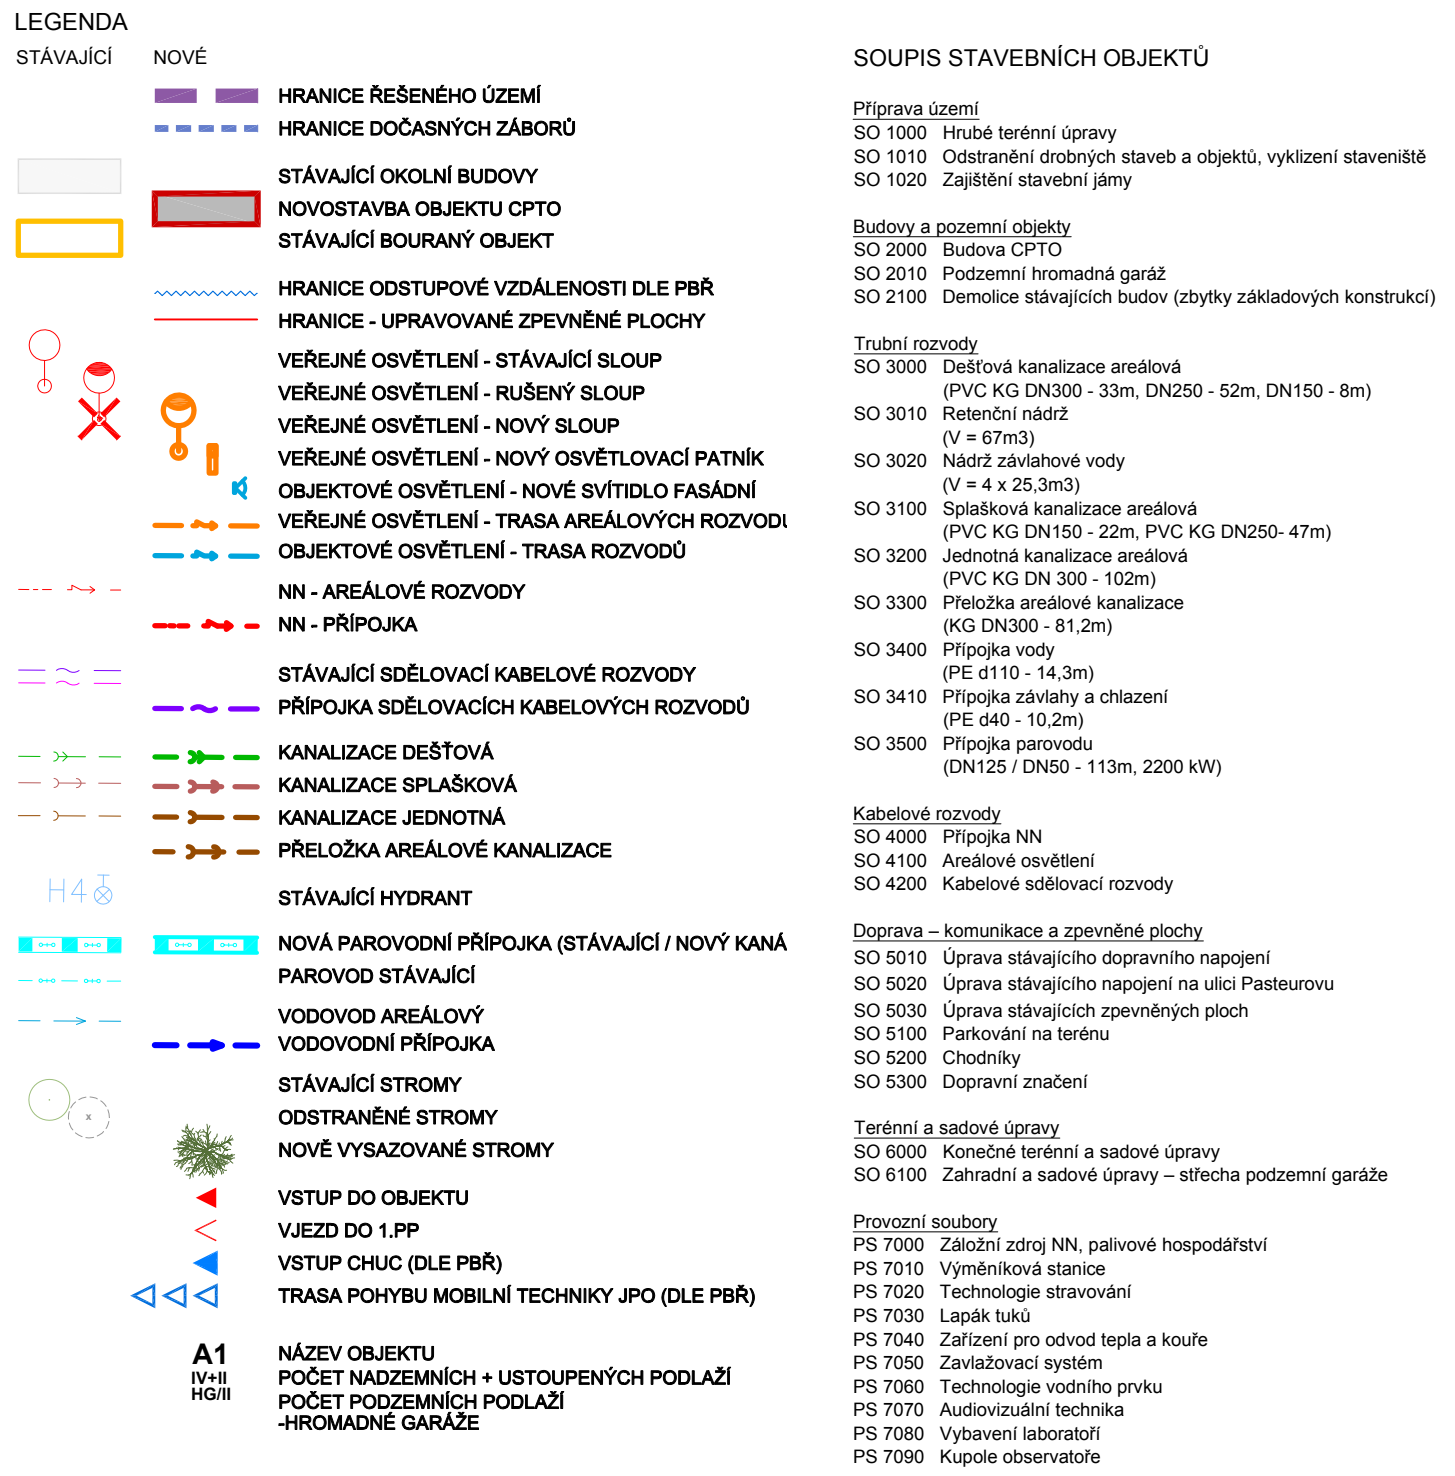 LEGENDA
STÁVAJÍCÍ NOVÉ
HRANICE ŘEŠENÉHO ÚZEMÍ
HRANICE DOČASNÝCH ZÁBORŮ
STÁVAJÍCÍ OKOLNÍ BUDOVY
NOVOSTAVBA OBJEKTU CPTO
STÁVAJÍCÍ BOURANÝ OBJEKT
HRANICE ODSTUPOVÉ VZDÁLENOSTI DLE PBŘ
HRANICE - UPRAVOVANÉ ZPEVNĚNÉ PLOCHY
VEŘEJNÉ OSVĚTLENÍ - STÁVAJÍCÍ SLOUP
VEŘEJNÉ OSVĚTLENÍ - RUŠENÝ SLOUP
VEŘEJNÉ OSVĚTLENÍ - NOVÝ SLOUP
VEŘEJNÉ OSVĚTLENÍ - NOVÝ OSVĚTLOVACÍ PATNÍK
OBJEKTOVÉ OSVĚTLENÍ - NOVÉ SVÍTIDLO FASÁDNÍ
VEŘEJNÉ OSVĚTLENÍ - TRASA AREÁLOVÝCH ROZVODŮ
OBJEKTOVÉ OSVĚTLENÍ - TRASA ROZVODŮ
NN - AREÁLOVÉ ROZVODY
NN - PŘÍPOJKA
STÁVAJÍCÍ SDĚLOVACÍ KABELOVÉ ROZVODY
PŘÍPOJKA SDĚLOVACÍCH KABELOVÝCH ROZVODŮ
KANALIZACE DEŠŤOVÁ
KANALIZACE SPLAŠKOVÁ
KANALIZACE JEDNOTNÁ
PŘELOŽKA AREÁLOVÉ KANALIZACE
H4 STÁVAJÍCÍ HYDRANT
NOVÁ PAROVODNÍ PŘÍPOJKA (STÁVAJÍCÍ / NOVÝ KANÁ
PAROVOD STÁVAJÍCÍ
VODOVOD AREÁLOVÝ
VODOVODNÍ PŘÍPOJKA
STÁVAJÍCÍ STROMY
x ODSTRANĚNÉ STROMY
NOVĚ VYSAZOVANÉ STROMY
VSTUP DO OBJEKTU
VJEZD DO 1.PP
VSTUP CHUC (DLE PBŘ)
TRASA POHYBU MOBILNÍ TECHNIKY JPO (DLE PBŘ)
A1 NÁZEV OBJEKTU
IV+II POČET NADZEMNÍCH + USTOUPENÝCH PODLAŽÍ
HG/II POČET PODZEMNÍCH PODLAŽÍ
-HROMADNÉ GARÁŽE
SOUPIS STAVEBNÍCH OBJEKTŮ
Příprava území
SO 1000 Hrubé terénní úpravy
SO 1010 Odstranění drobných staveb a objektů, vyklizení staveniště
SO 1020 Zajištění stavební jámy
Budovy a pozemní objekty
SO 2000 Budova CPTO
SO 2010 Podzemní hromadná garáž
SO 2100 Demolice stávajících budov (zbytky základových konstrukcí)
Trubní rozvody
SO 3000 Dešťová kanalizace areálová
(PVC KG DN300 - 33m, DN250 - 52m, DN150 - 8m)
SO 3010 Retenční nádrž
(V = 67m3)
SO 3020 Nádrž závlahové vody
(V = 4 x 25,3m3)
SO 3100 Splašková kanalizace areálová
(PVC KG DN150 - 22m, PVC KG DN250- 47m)
SO 3200 Jednotná kanalizace areálová
(PVC KG DN 300 - 102m)
SO 3300 Přeložka areálové kanalizace
(KG DN300 - 81,2m)
SO 3400 Přípojka vody
(PE d110 - 14,3m)
SO 3410 Přípojka závlahy a chlazení
(PE d40 - 10,2m)
SO 3500 Přípojka parovodu
(DN125 / DN50 - 113m, 2200 kW)
Kabelové rozvody
SO 4000 Přípojka NN
SO 4100 Areálové osvětlení
SO 4200 Kabelové sdělovací rozvody
Doprava – komunikace a zpevněné plochy
SO 5010 Úprava stávajícího dopravního napojení
SO 5020 Úprava stávajícího napojení na ulici Pasteurovu
SO 5030 Úprava stávajících zpevněných ploch
SO 5100 Parkování na terénu
SO 5200 Chodníky
SO 5300 Dopravní značení
Terénní a sadové úpravy
SO 6000 Konečné terénní a sadové úpravy
SO 6100 Zahradní a sadové úpravy – střecha podzemní garáže
Provozní soubory
PS 7000 Záložní zdroj NN, palivové hospodářství
PS 7010 Výměníková stanice
PS 7020 Technologie stravování
PS 7030 Lapák tuků
PS 7040 Zařízení pro odvod tepla a kouře
PS 7050 Zavlažovací systém
PS 7060 Technologie vodního prvku
PS 7070 Audiovizuální technika
PS 7080 Vybavení laboratoří
PS 7090 Kupole observatoře